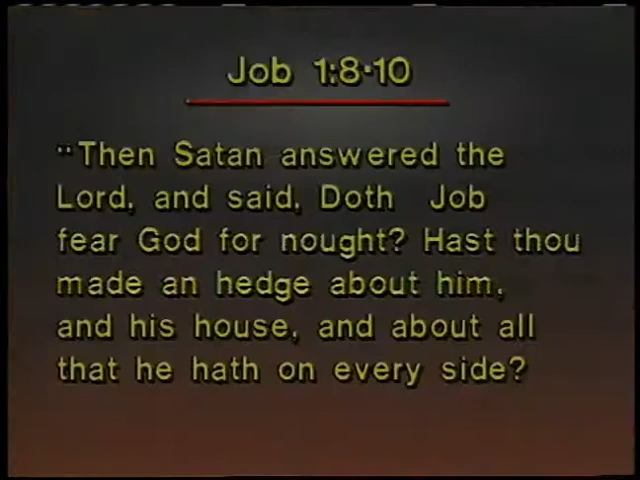 Job 1:8-10
"Then Satan answered the
Lord, and said, Doth Job
fear God for nought? Hast thou
made an hedge about him,
and his house, and about all
that he hath on every side?